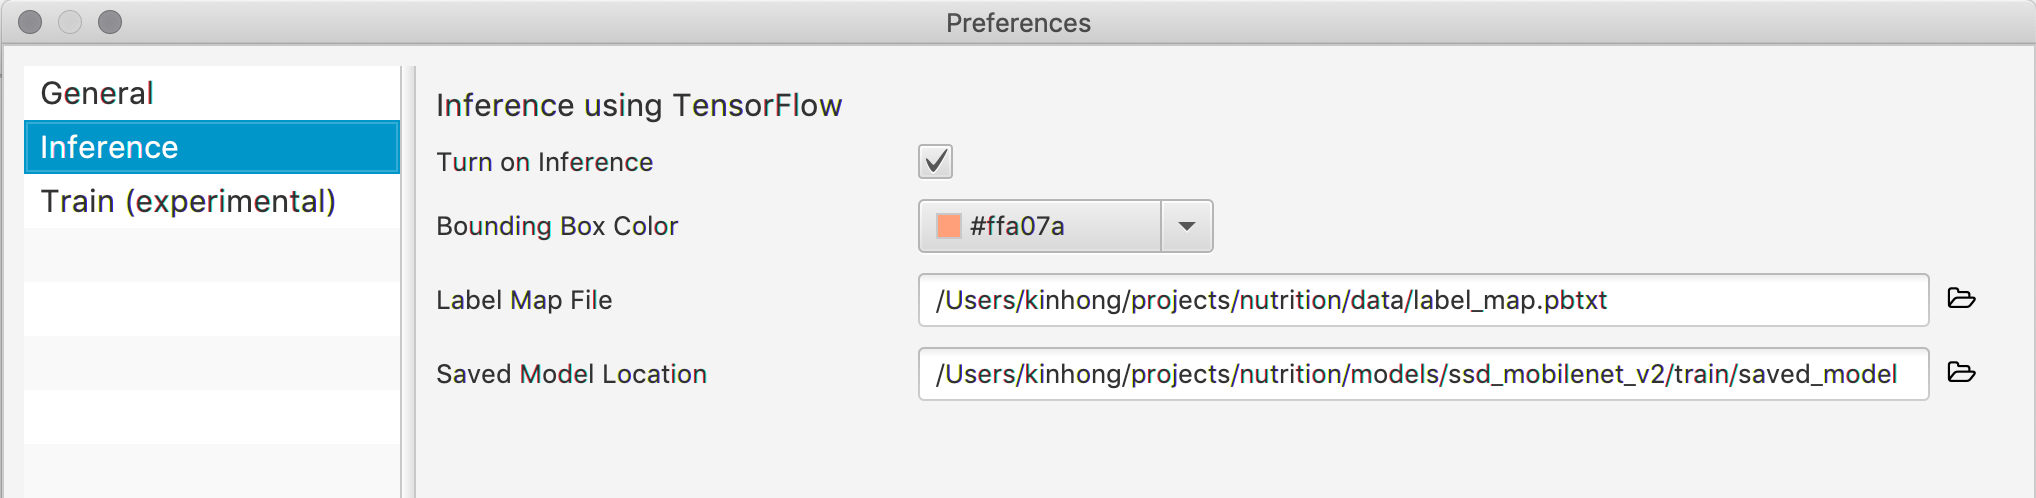 Preferences
General
Inference
Train (experimental)
Inference using TensorFlow
Turn on Inference
Bounding Box Color
#ffa07a
Label Map File
/Users/kinhong/projects/nutrition/data/label_map.pbtxt
Saved Model Location
/Users/kinhong/projects/nutrition/models/ssd_mobilenet_v2/train/saved_model